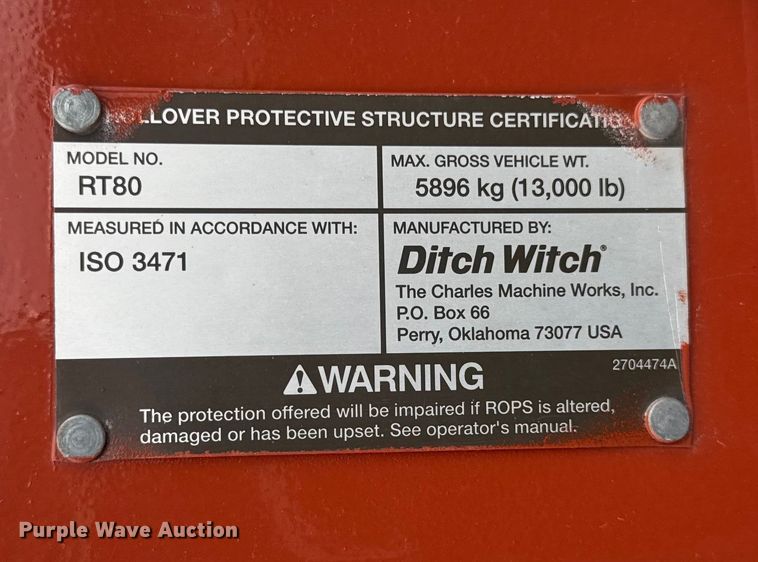 LOVER PROTECTIVE STRUCTURE CERTIFICATIO
MODEL NO.
RT80
MAX. GROSS VEHICLE WT.
5896 kg (13,000 lb)
MEASURED IN ACCORDANCE WITH:
ISO 3471
MANUFACTURED BY:
Ditch Witch®
The Charles Machine Works, Inc.
P.O. Box 66
Perry, Oklahoma 73077 USA
2704474A
⚠WARNING
The protection offered will be impaired if ROPS is altered,
damaged or has been upset. See operator's manual.
Purple Wave Auction